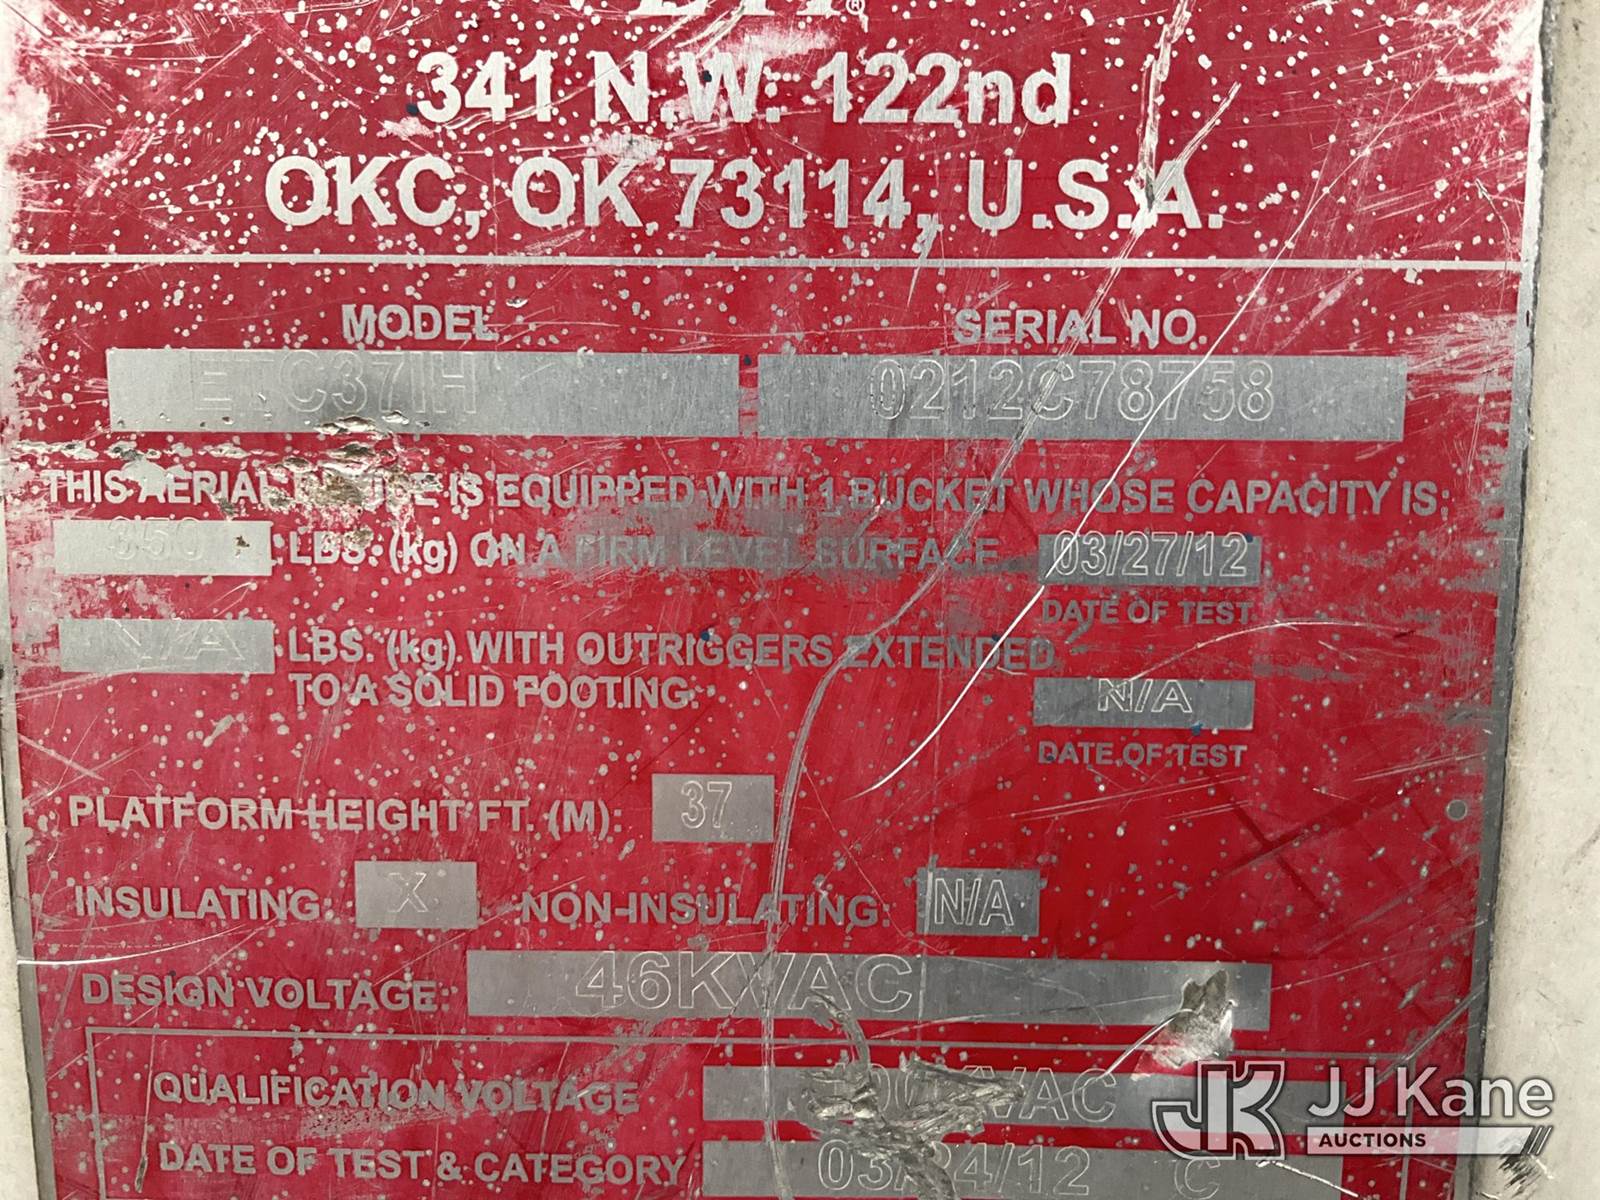 ®
341 N.W. 122nd
OKC, OK 73114, U.S.A.
MODEL SERIAL NO.
ETC37IH 0212C78758
THIS AERIAL IS EQUIPPED WITH 1 BUCKET WHOSE CAPACITY IS:
350 LBS. (kg) ON A FIRM LEVEL SURFACE 03/27/12
DATE OF TEST
N/A LBS. (kg) WITH OUTRIGGERS EXTENDED
TO A SOLID FOOTING. N/A
DATE OF TEST
PLATFORM HEIGHT FT. (M): 37
INSULATING: X NON-INSULATING: N/A
DESIGN VOLTAGE: 46KVAC
QUALIFICATION VOLTAGE
DATE OF TEST & CATEGORY C
JK JJ Kane
AUCTIONS